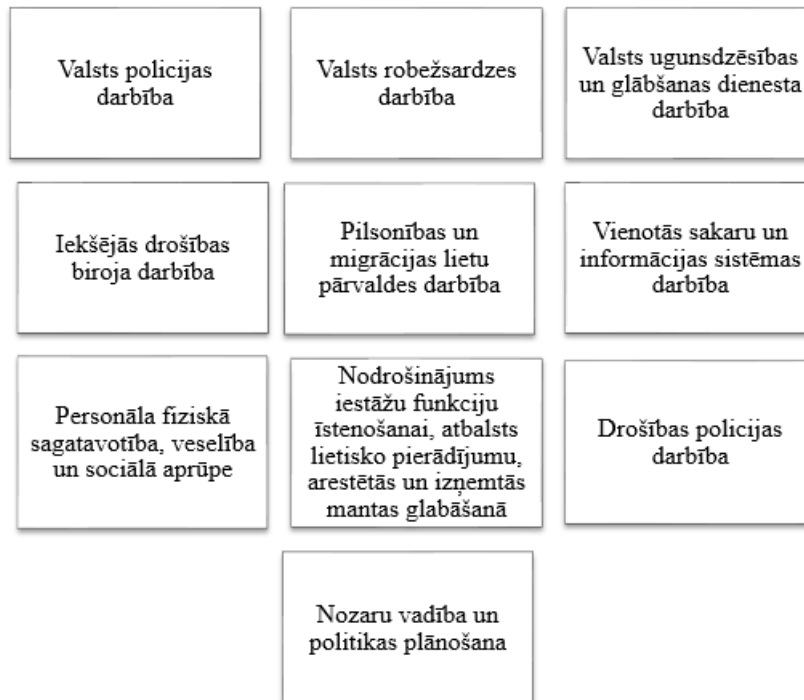 Valsts policijas
darbība
Valsts robežsardzes
darbība
Valsts ugunsdzēsības
un glābšanas dienesta
darbība
Iekšējās drošības
biroja darbība
Pilsonības un
migrācijas lietu
pārvaldes darbība
Vienotās sakaru un
informācijas sistēmas
darbība
Personāla fiziskā
sagatavotība, veselība
un sociālā aprūpe
Nodrošinājums
iestāžu funkciju
īstenošanai, atbalsts
lietisko pierādījumu,
arestētās un izņemtās
mantas glabāšanā
Drošības policijas
darbība
Nozaru vadība un
politikas plānošana